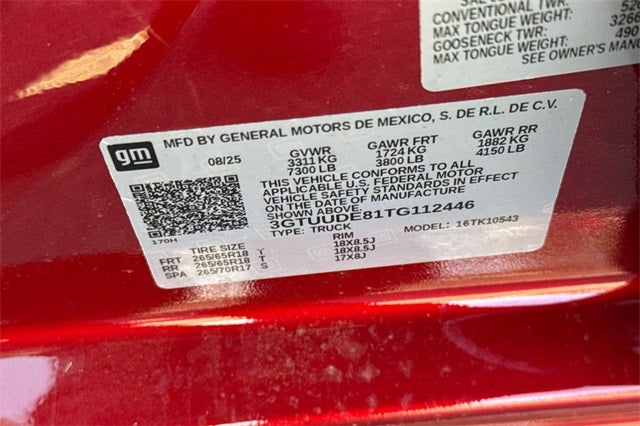 CONVENTIONAL TWR:
MAX TONGUE WEIGHT:
GOOSENECK TWR:
MAX TONGUE WEIGHT:
SEE OWNER'S MANUAL
gm
MFD BY GENERAL MOTORS DE MEXICO, S. DE R.L. DE C.V.
08/25 GVWR GAWR FRT GAWR RR
3311 KG 1724 KG 1882 KG
7300 LB 3800 LB 4150 LB
THIS VEHICLE CONFORMS TO ALL
APPLICABLE U.S. FEDERAL MOTOR
VEHICLE SAFETY STANDARDS IN EFFECT
ON THE DATE OF MANUFACTURE
3GTUUDE81TG112446
170H TYPE: TRUCK MODEL: 16TK10543
TIRE SIZE RIM
FRT 265/65R18 T 18X8.5J
RR 265/65R18 T 18X8.5J
SPA 265/70R17 S 17X8J